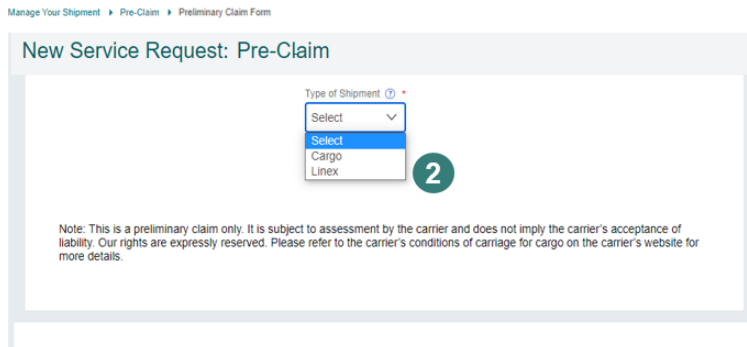 Manage Your Shipment Pre-Claim Preliminary Claim Form
New Service Request: Pre-Claim
Type of Shipment ? *
Select
Select
Cargo
Linex
2
Note: This is a preliminary claim only. It is subject to assessment by the carrier and does not imply the carrier's acceptance of
liability. Our rights are expressly reserved. Please refer to the carrier's conditions of carriage for cargo on the carrier's website for
more details.